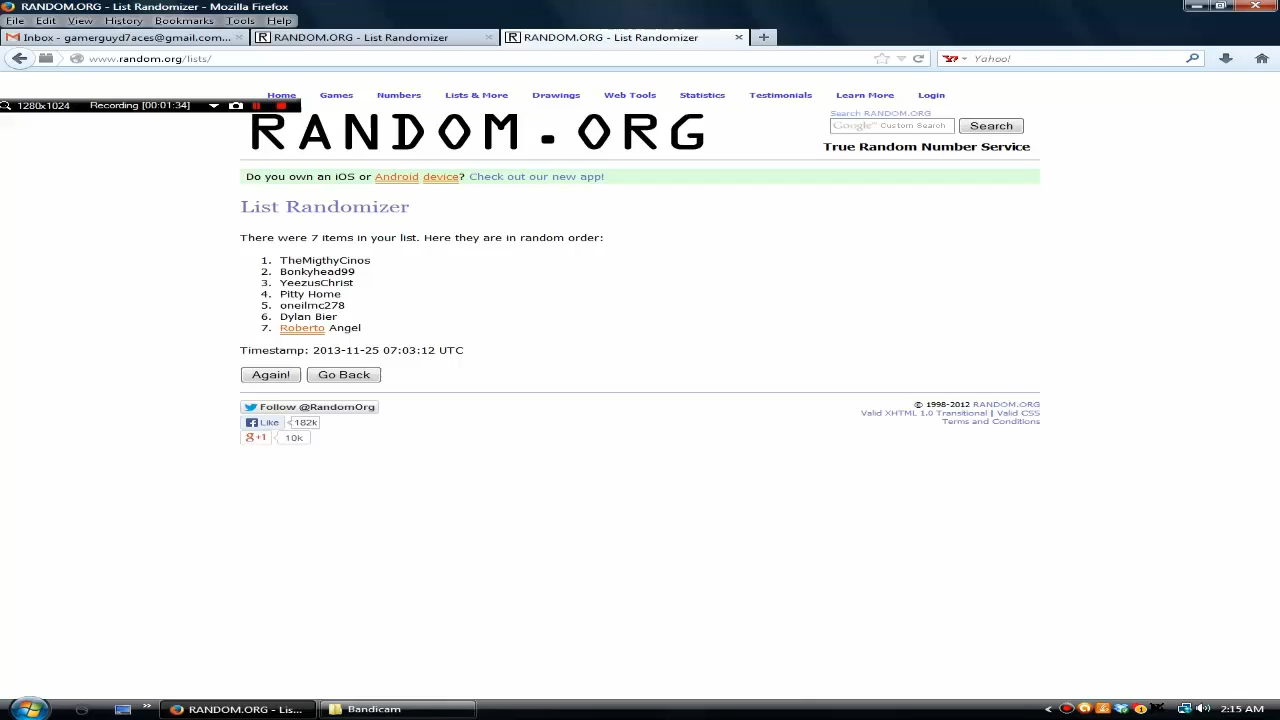 RANDOM.ORG - List Randomizer - Mozilla Firefox
File Edit View History Bookmarks Tools Help
Inbox - gamerguyd7aces@gmail.com... RANDOM.ORG - List Randomizer RANDOM.ORG - List Randomizer
www.random.org/lists/ Yahoo!
1280x1024 Recording [00:01:34]
Home Games Numbers Lists & More Drawings Web Tools Statistics Testimonials Learn More Login
RANDOM.ORG
Search RANDOM.ORG
Google™ Custom Search Search
True Random Number Service
Do you own an iOS or Android device? Check out our new app!
List Randomizer
There were 7 items in your list. Here they are in random order:
1. TheMigthyCinos
2. Bonkyhead99
3. YeezusChrist
4. Pitty Home
5. oneilmc278
6. Dylan Bier
7. Roberto Angel
Timestamp: 2013-11-25 07:03:12 UTC
Again! Go Back
Follow @RandomOrg
Like 182k
g+1 10k
© 1998-2012 RANDOM.ORG
Valid XHTML 1.0 Transitional | Valid CSS
Terms and Conditions
RANDOM.ORG - Lis... Bandicam 2:15 AM